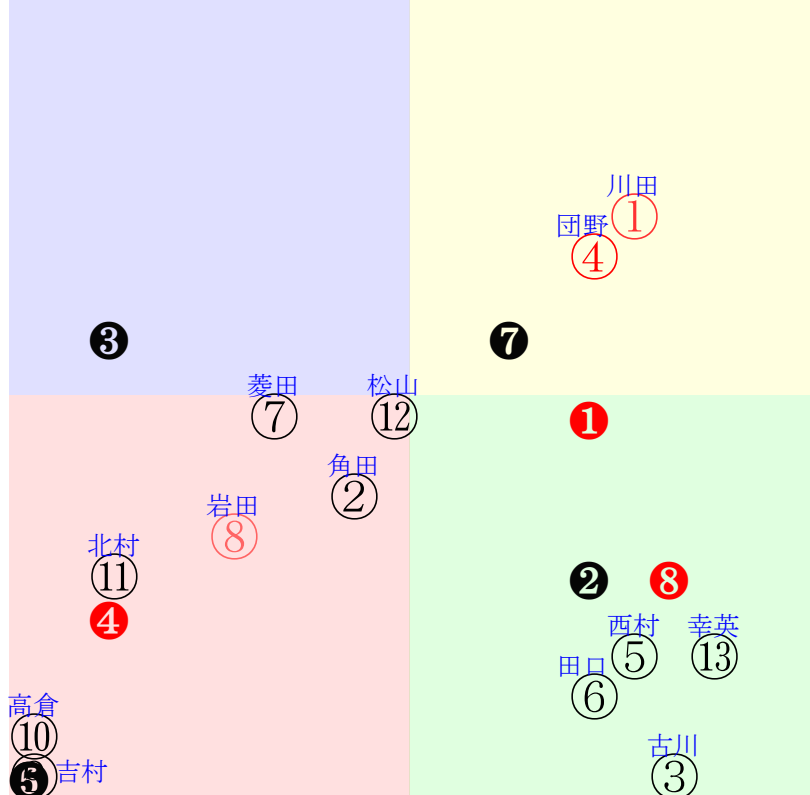 川田
①
団野
④
❸
❼
菱田
⑦
松山
⑫
❶
角田
②
岩田
⑧
北村
⑪
❷
❽
❹
西村
⑤
幸英
⑬
田口
⑥
高倉
⑩
古川
③
吉村